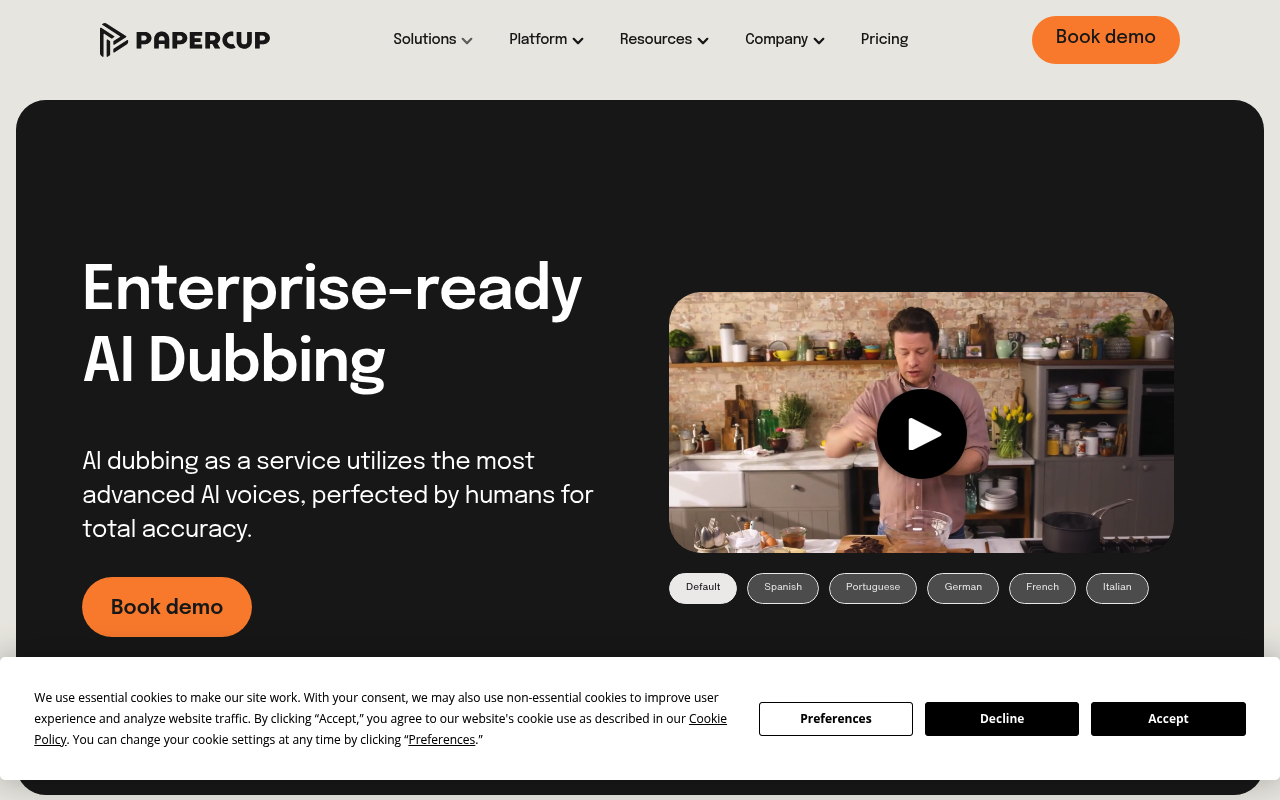 PAPERCUP
Solutions
Platform
Resources
Company
Pricing
Book demo
Enterprise-ready
AI Dubbing
AI dubbing as a service utilizes the most
advanced AI voices, perfected by humans for
total accuracy.
Book demo
Default
Spanish
Portuguese
German
French
Italian
We use essential cookies to make our site work. With your consent, we may also use non-essential cookies to improve user
experience and analyze website traffic. By clicking “Accept,” you agree to our website's cookie use as described in our Cookie
Policy. You can change your cookie settings at any time by clicking “Preferences.”
Preferences
Decline
Accept